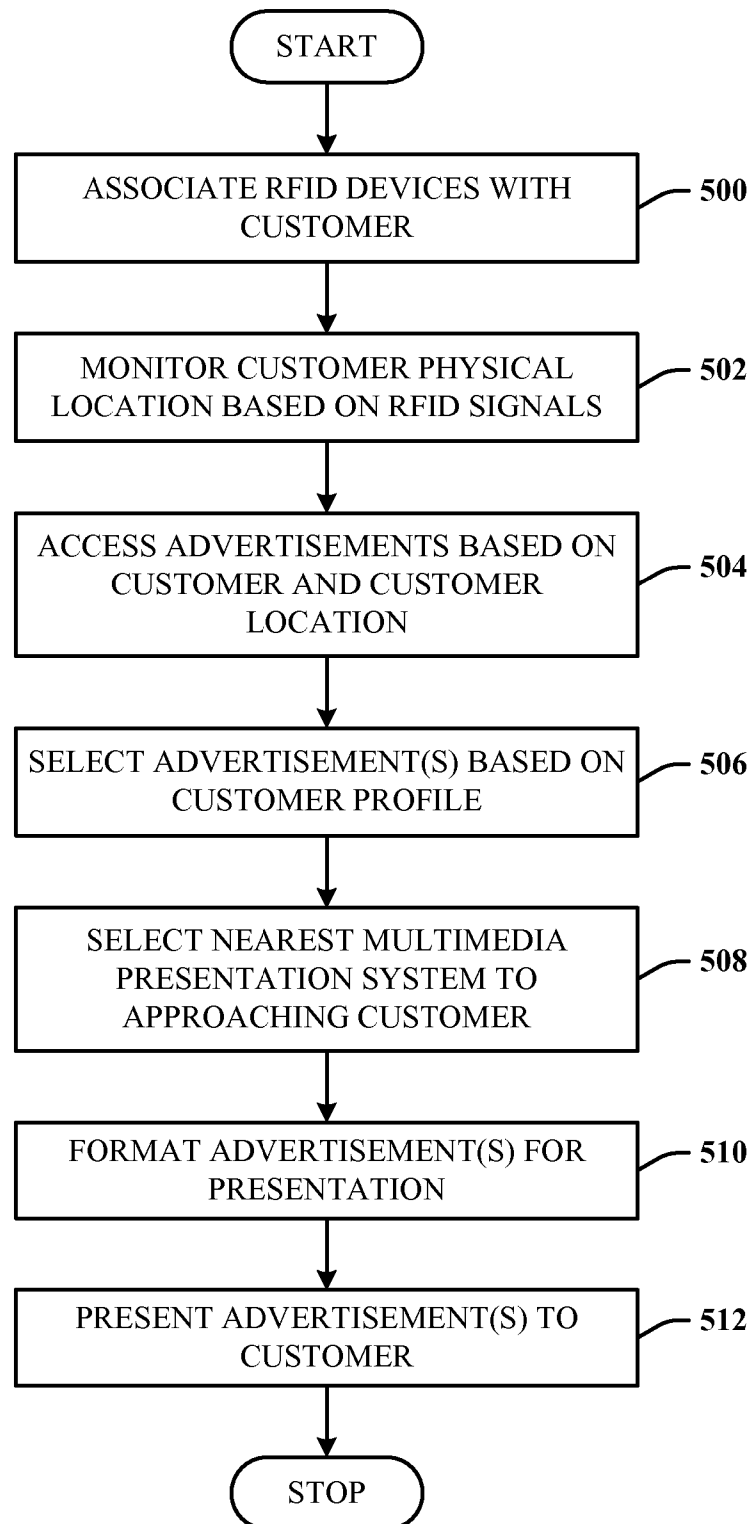 START
ASSOCIATE RFID DEVICES WITH
CUSTOMER
500
MONITOR CUSTOMER PHYSICAL
LOCATION BASED ON RFID SIGNALS
502
ACCESS ADVERTISEMENTS BASED ON
CUSTOMER AND CUSTOMER
LOCATION
504
SELECT ADVERTISEMENT(S) BASED ON
CUSTOMER PROFILE
506
SELECT NEAREST MULTIMEDIA
PRESENTATION SYSTEM TO
APPROACHING CUSTOMER
508
FORMAT ADVERTISEMENT(S) FOR
PRESENTATION
510
PRESENT ADVERTISEMENT(S) TO
CUSTOMER
512
STOP